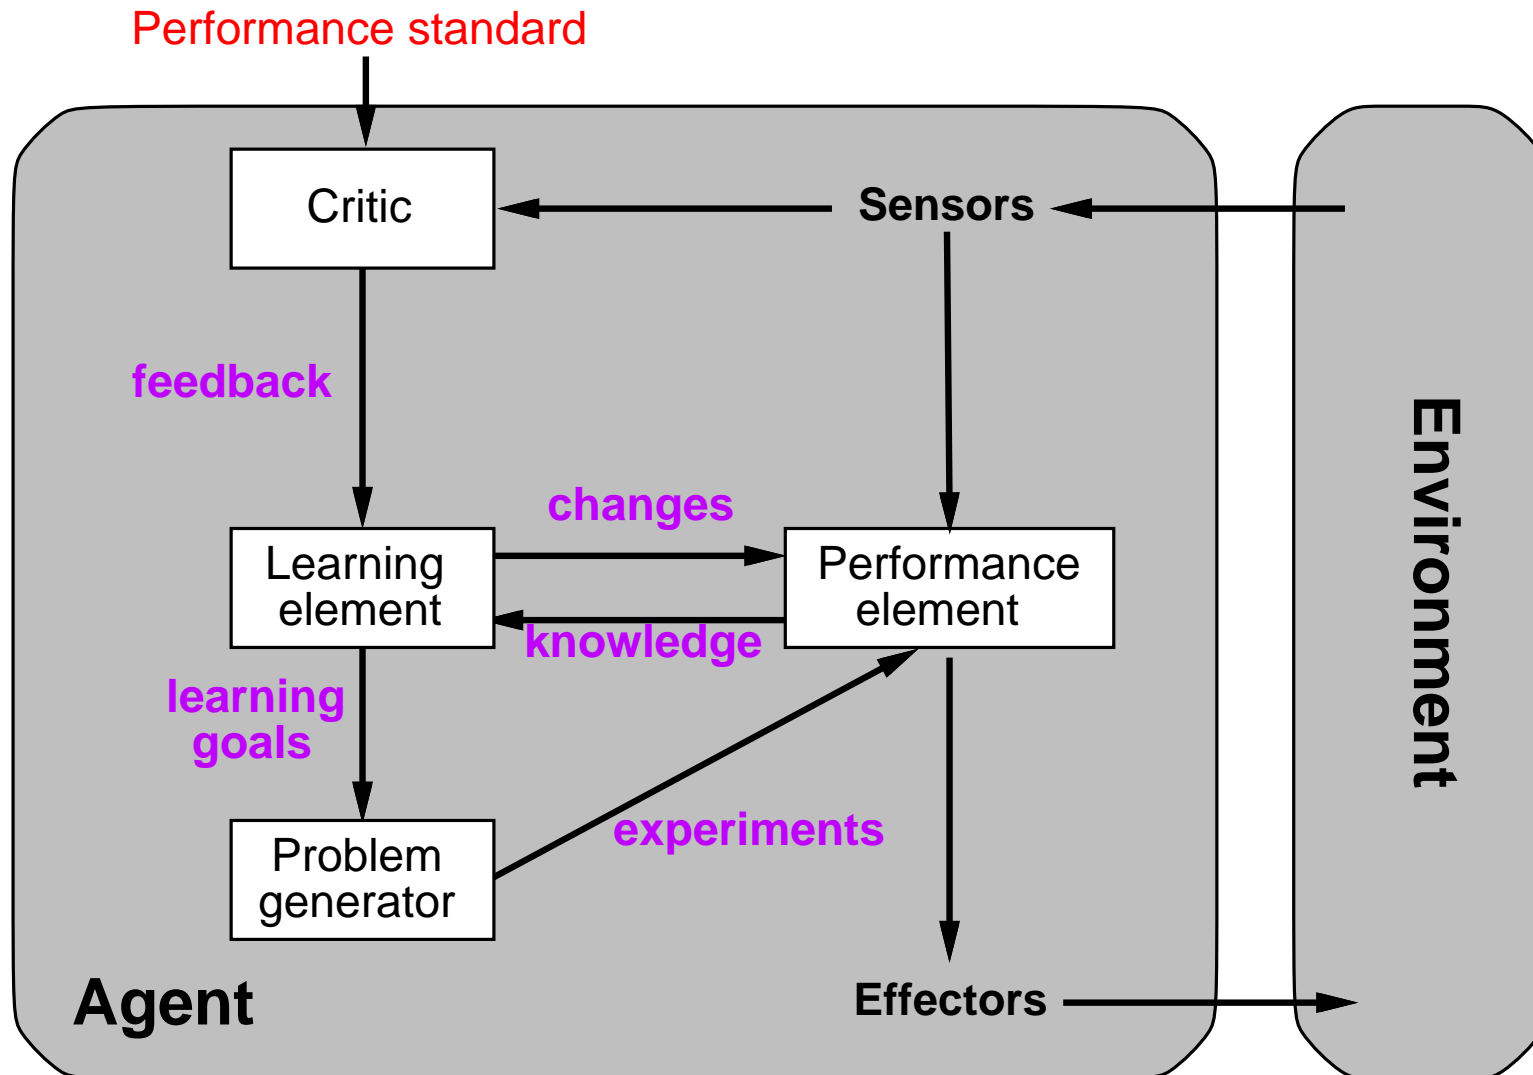 Performance standard
Critic
Sensors
feedback
changes
Learning
element
Performance
element
knowledge
learning
goals
experiments
Problem
generator
Agent
Effectors
Environment